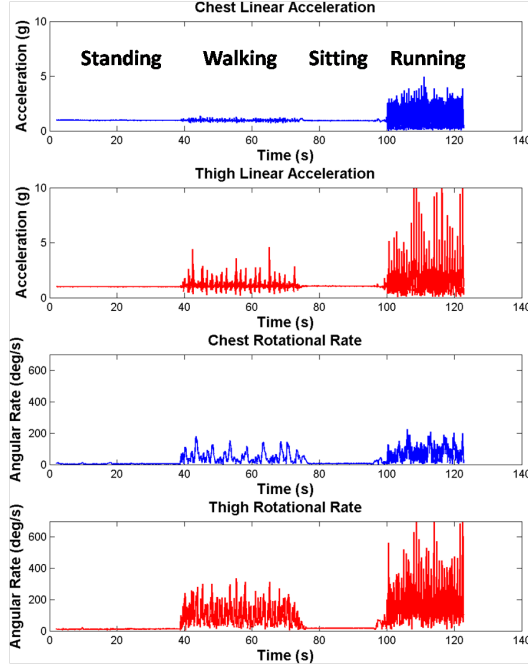 Chest Linear Acceleration
Acceleration (g)
10
5
0
Standing Walking Sitting Running
0 20 40 60 80 100 120 140
Time (s)
Thigh Linear Acceleration
Acceleration (g)
10
5
0
0 20 40 60 80 100 120 140
Time (s)
Chest Rotational Rate
Angular Rate (deg/s)
600
400
200
0
0 20 40 60 80 100 120 140
Time (s)
Thigh Rotational Rate
Angular Rate (deg/s)
600
400
200
0
0 20 40 60 80 100 120 140
Time (s)